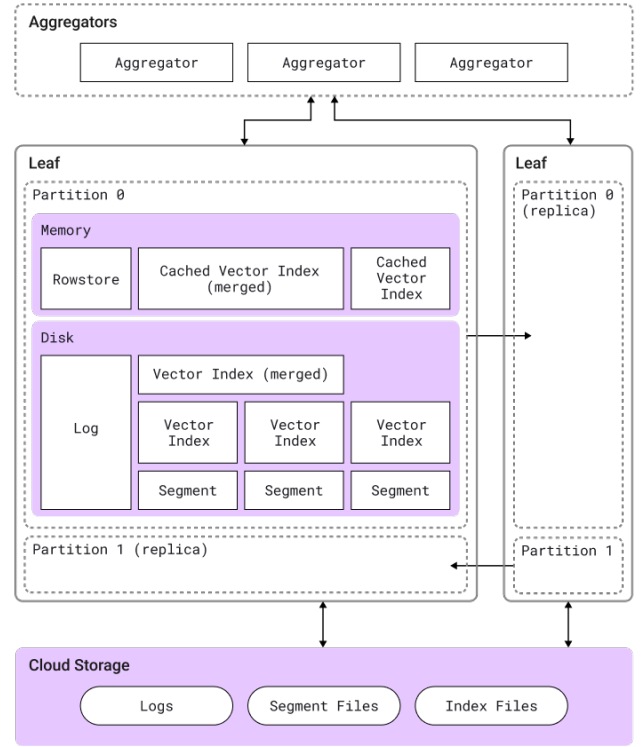 Aggregators
Aggregator
Aggregator
Aggregator
Leaf
Partition 0
Memory
Rowstore
Cached Vector Index
(merged)
Cached
Vector
Index
Disk
Log
Vector Index (merged)
Vector
Index
Vector
Index
Vector
Index
Segment
Segment
Segment
Partition 1 (replica)
Leaf
Partition 0
(replica)
Partition 1
Cloud Storage
Logs
Segment Files
Index Files